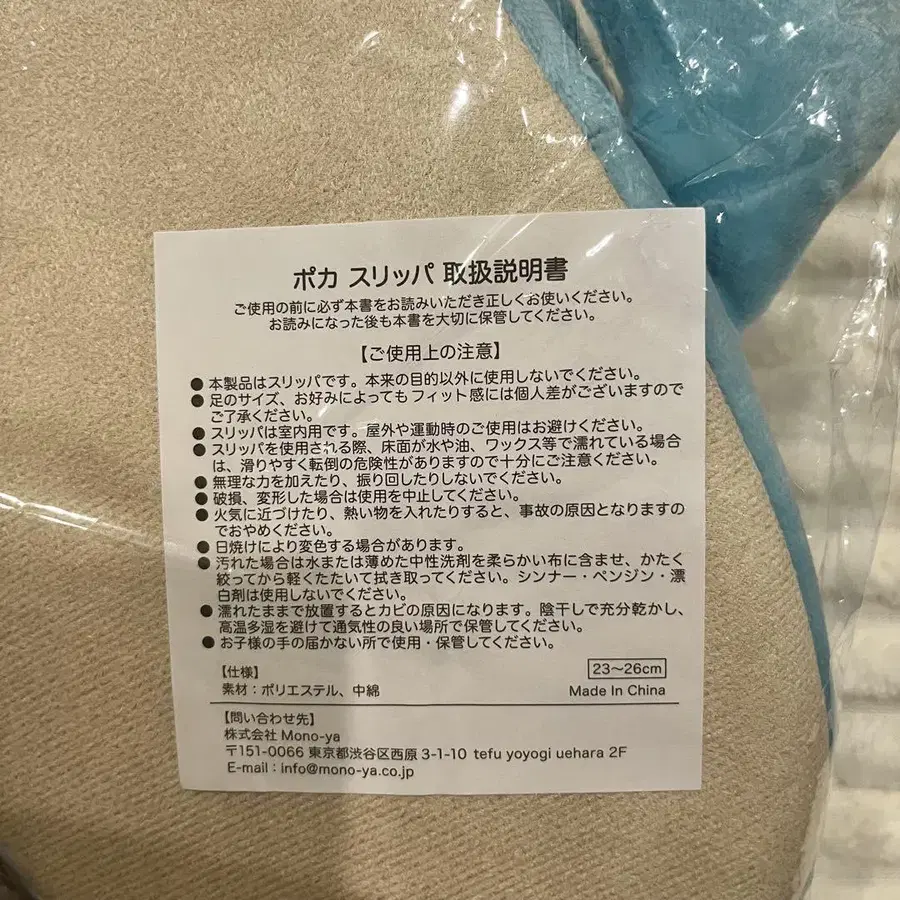 ポカ スリッパ 取扱説明書
ご使用の前に必ず本書をお読みいただき正しくお使いください。
お読みになった後も本書を大切に保管してください。
【ご使用上の注意】
●本製品はスリッパです。本来の目的以外に使用しないでください。
●足のサイズ、お好みによってもフィット感には個人差がございますので
ご了承ください。
●スリッパは室内用です。屋外や運動時のご使用はお避けください。
●スリッパを使用される際、床面が水や油、ワックス等で濡れている場合
は、滑りやすく転倒の危険性がありますので十分にご注意ください。
●無理な力を加えたり、振り回したりしないでください。
●破損、変形した場合は使用を中止してください。
●火気に近づけたり、熱い物を入れたりすると、事故の原因となりますの
でおやめください。
●日焼けにより変色する場合があります。
●汚れた場合は水または薄めた中性洗剤を柔らかい布に含ませ、かたく
絞ってから軽くたたいて拭き取ってください。シンナー・ベンジン・漂
白剤は使用しないでください。
●濡れたままで放置するとカビの原因になります。陰干しで充分乾かし、
高温多湿を避けて通気性の良い場所で保管してください。
●お子様の手の届かない所で使用・保管してください。
【仕様】 23〜26cm
素材：ポリエステル、中綿 Made In China
【問い合わせ先】
株式会社 Mono-ya
〒151-0066 東京都渋谷区西原 3-1-10 tefu yoyogi uehara 2F
E-mail：info@mono-ya.co.jp